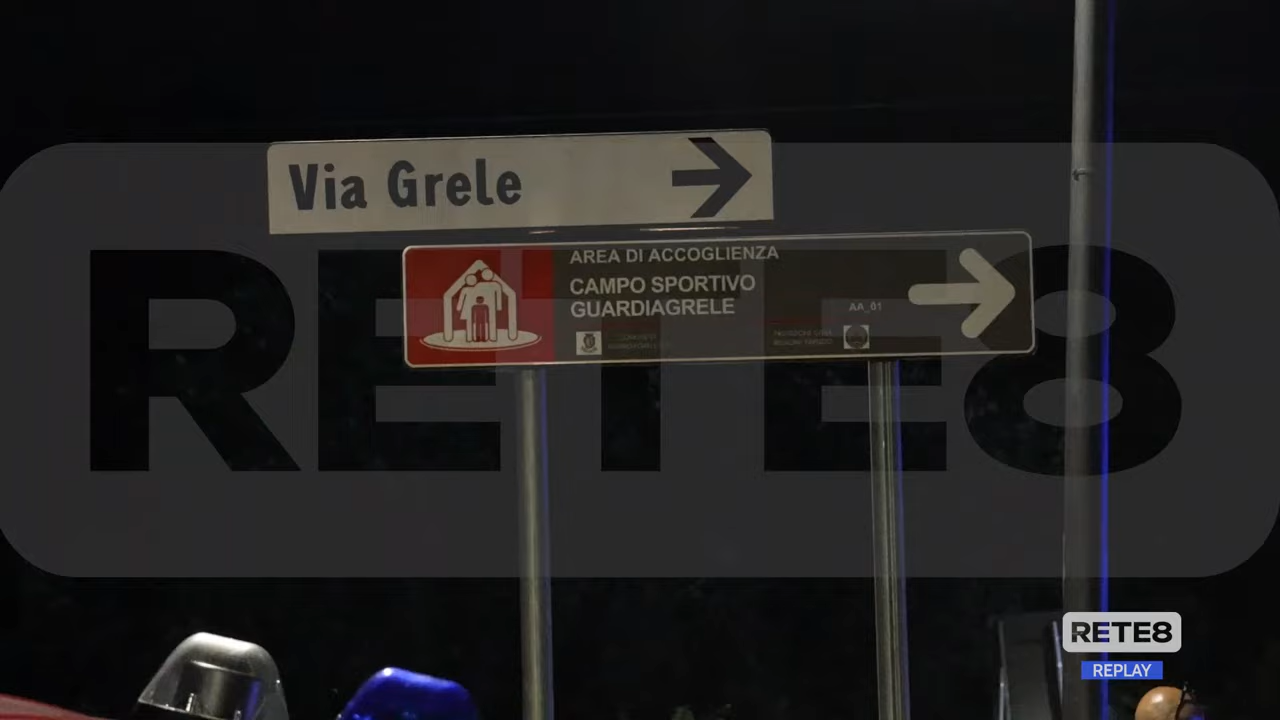 Via Grele
AREA DI ACCOGLIENZA
CAMPO SPORTIVO
GUARDIAGRELE
AA_01
RETE8
RETE8
REPLAY